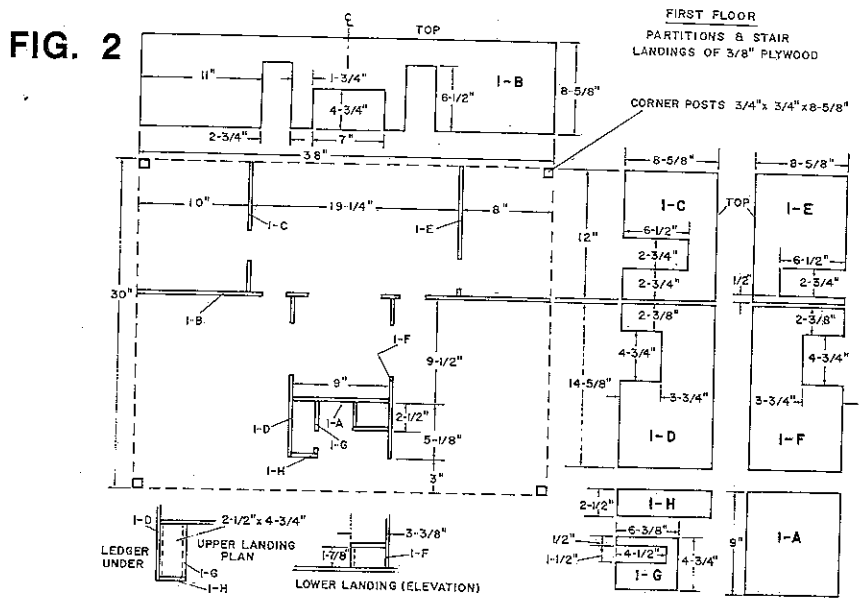 FIG. 2
FIRST FLOOR
PARTITIONS & STAIR
LANDINGS OF 3/8" PLYWOOD
℄
TOP
11"
1-3/4"
6-1/2"
1-B
8-5/8"
4-3/4"
2-3/4"
7"
CORNER POSTS 3/4" x 3/4" x 8-5/8"
38"
8-5/8"
8-5/8"
10"
19-1/4"
8"
1-C
1-E
12"
1-C
TOP
1-E
6-1/2"
6-1/2"
2-3/4"
2-3/4"
2-3/4"
1/2"
30"
1-B
2-3/8"
2-3/8"
1-F
9-1/2"
4-3/4"
4-3/4"
9"
14-5/8"
3-3/4"
3-3/4"
2-1/2"
1-D
1-A
1-G
5-1/8"
1-D
1-F
1-H
3"
2-1/2"
1-H
1-D
2-1/2" x 4-3/4"
3-3/8"
6-3/8"
1-A
LEDGER
UNDER
UPPER LANDING
PLAN
1-G
1-H
1-7/8"
1-F
1/2"
1-1/2"
4-1/2"
4-3/4"
9"
1-G
LOWER LANDING (ELEVATION)